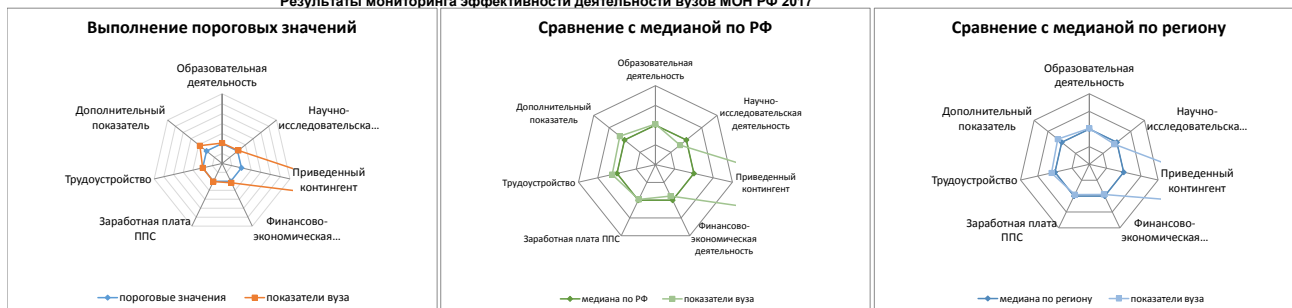 Результаты мониторинга эффективности деятельности вузов МОН РФ 2017
Выполнение пороговых значений
Образовательная
деятельность
Научно-
исследовательска...
Приведенный
контингент
Финансово-
экономическая...
Заработная плата
ППС
Трудоустройство
Дополнительный
показатель
пороговые значения
показатели вуза
Сравнение с медианой по РФ
Образовательная
деятельность
Научно-
исследовательская
деятельность
Приведенный
контингент
Финансово-
экономическая
деятельность
Заработная плата ППС
Трудоустройство
Дополнительный
показатель
медиана по РФ
показатели вуза
Сравнение с медианой по региону
Образовательная
деятельность
Научно-
исследовательска...
Приведенный
контингент
Финансово-
экономическая...
Заработная плата
ППС
Трудоустройство
Дополнительный
показатель
медиана по региону
показатели вуза